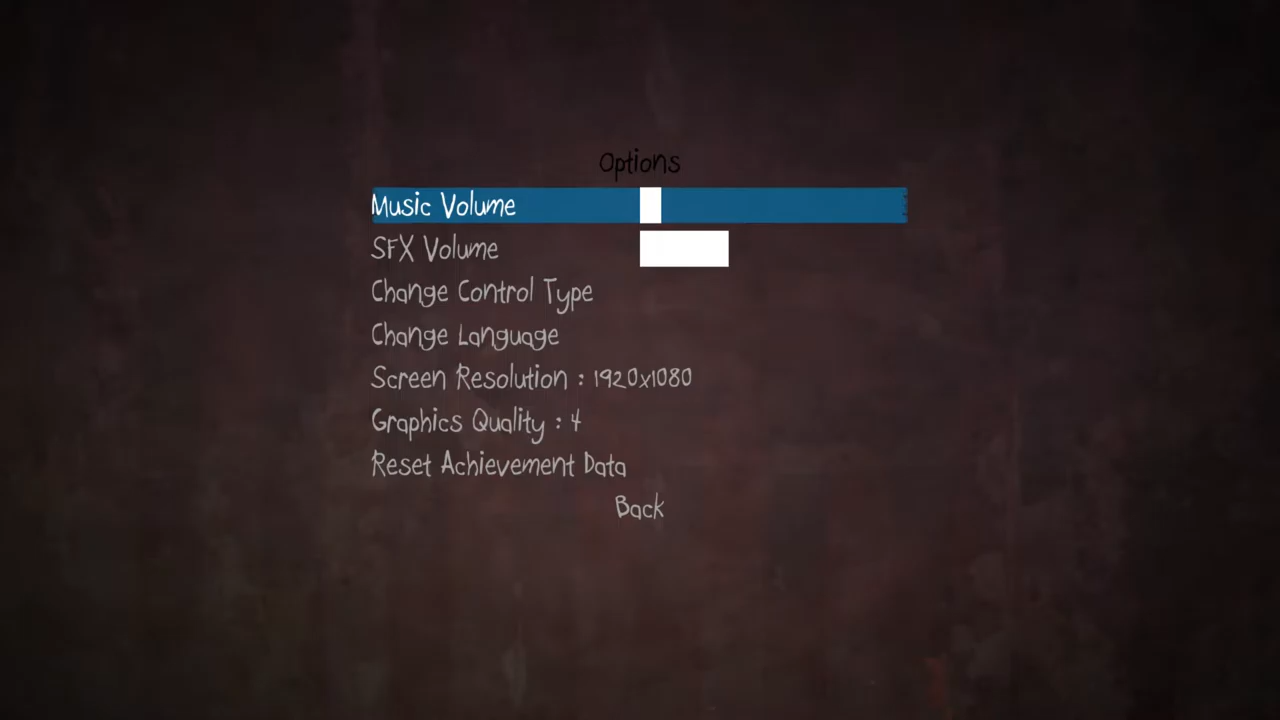 Options
Music Volume
SFX Volume
Change Control Type
Change Language
Screen Resolution : 1920x1080
Graphics Quality : 4
Reset Achievement Data
Back